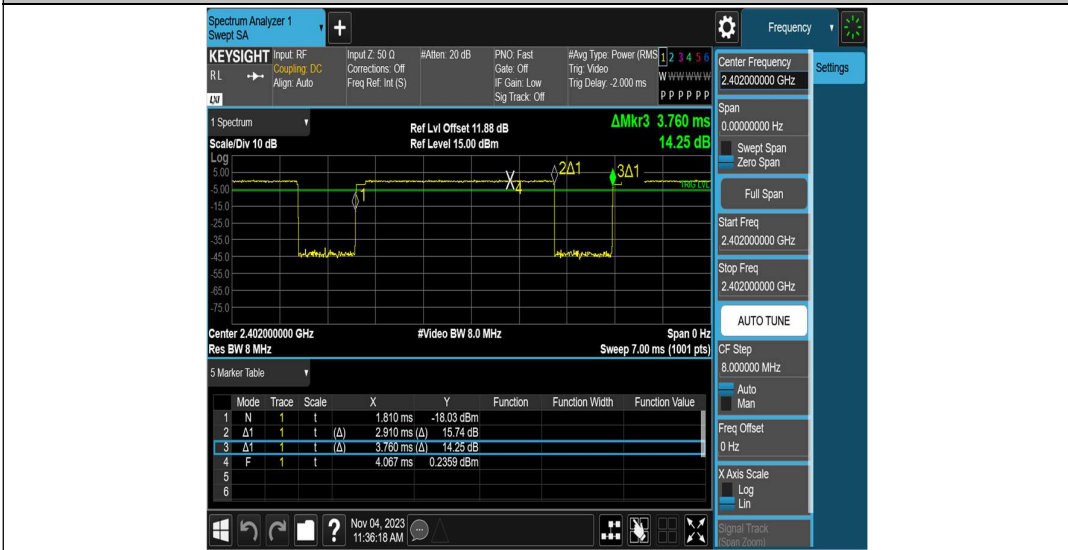 Spectrum Analyzer 1
Swept SA
+
Frequency
KEYSIGHT
RL
LXI
Input: RF
Coupling: DC
Align: Auto
Input Z: 50 Ω
Corrections: Off
Freq Ref: Int (S)
#Atten: 20 dB
PNO: Fast
Gate: Off
IF Gain: Low
Sig Track: Off
#Avg Type: Power (RMS
Trig: Video
Trig Delay: -2.000 ms
1 2 3 4 5 6
W W W W W W
P P P P P P
1 Spectrum
Scale/Div 10 dB
Ref Lvl Offset 11.88 dB
Ref Level 15.00 dBm
ΔMkr3 3.760 ms
14.25 dB
Log
5.00
-5.00
-15.0
-25.0
-35.0
-45.0
-55.0
-65.0
-75.0
1
4
2Δ1
3Δ1
TRIG LVL
Center 2.402000000 GHz
#Video BW 8.0 MHz
Span 0 Hz
Res BW 8 MHz
Sweep 7.00 ms (1001 pts)
5 Marker Table
Mode Trace Scale X Y Function Function Width Function Value
1 N 1 t 1.810 ms -18.03 dBm
2 Δ1 1 t (Δ) 2.910 ms (Δ) 15.74 dB
3 Δ1 1 t (Δ) 3.760 ms (Δ) 14.25 dB
4 F 1 t 4.067 ms 0.2359 dBm
5
6
?
Nov 04, 2023
11:36:18 AM
Center Frequency
2.402000000 GHz
Settings
Span
0.00000000 Hz
Swept Span
Zero Span
Full Span
Start Freq
2.402000000 GHz
Stop Freq
2.402000000 GHz
AUTO TUNE
CF Step
8.000000 MHz
Auto
Man
Freq Offset
0 Hz
X Axis Scale
Log
Lin
Signal Track
(Span Zoom)